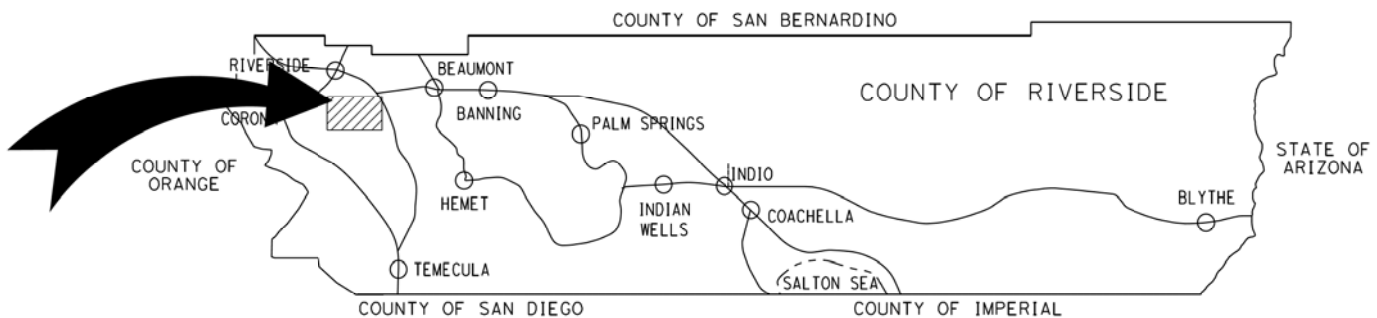 COUNTY OF SAN BERNARDINO
RIVERSIDE
BEAUMONT
COUNTY OF RIVERSIDE
BANNING
PALM SPRINGS
COUNTY OF
ORANGE
STATE OF
ARIZONA
INDIO
HEMET
INDIAN
WELLS
COACHELLA
BLYTHE
TEMECULA
SALTON SEA
COUNTY OF SAN DIEGO
COUNTY OF IMPERIAL